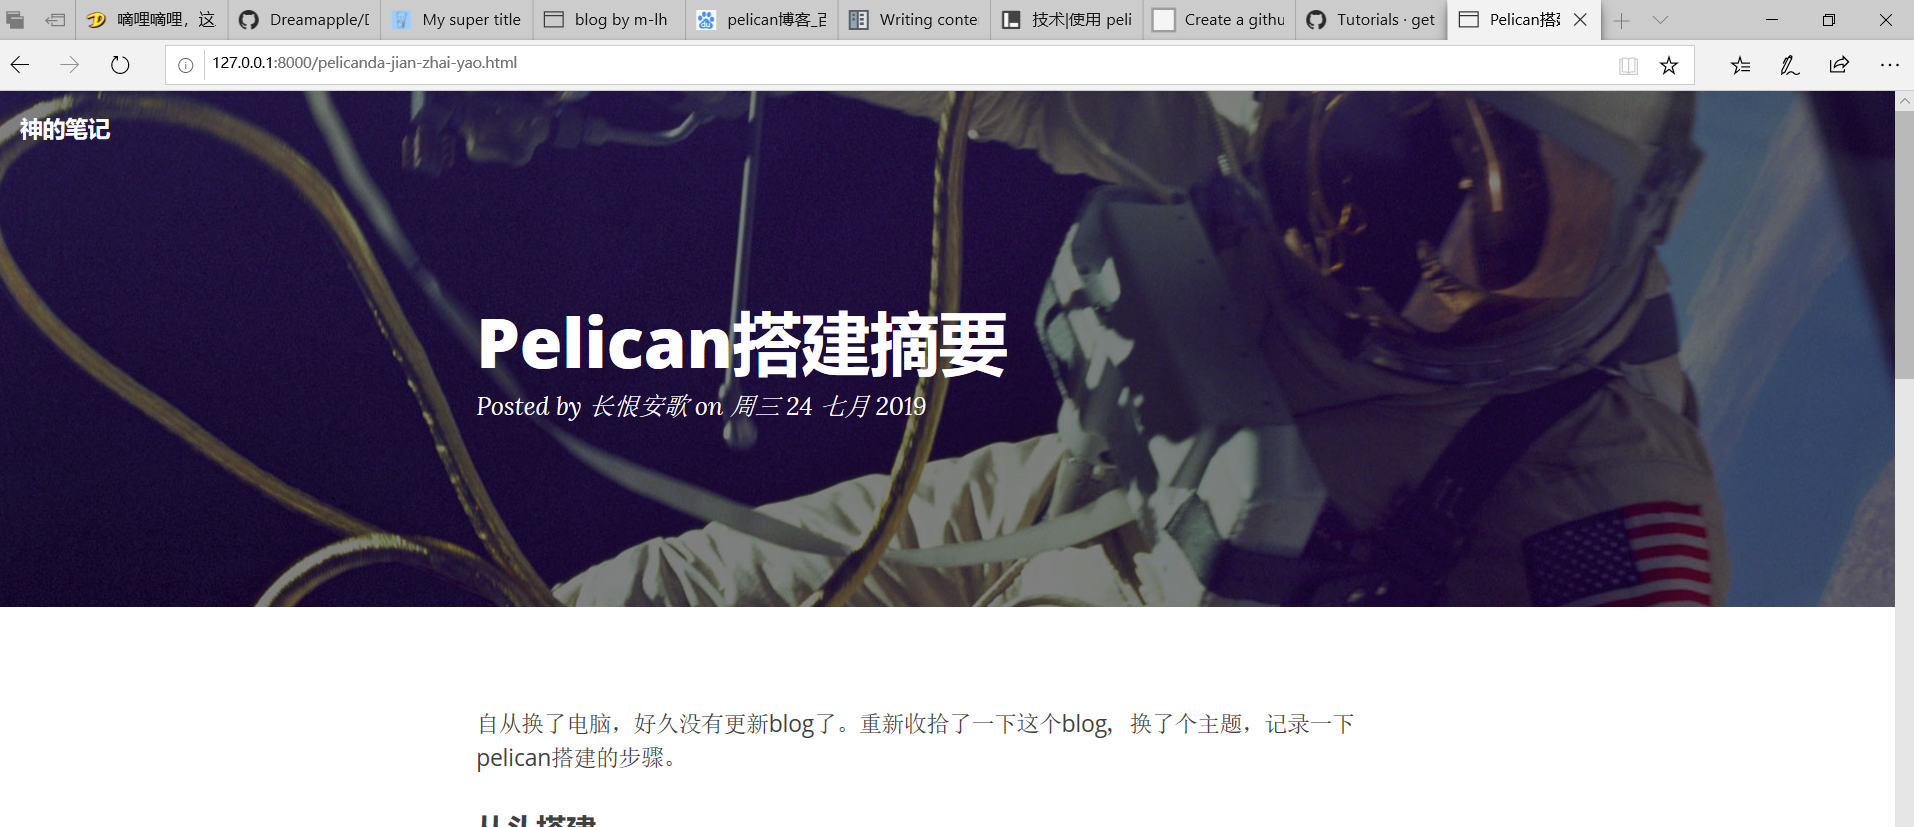 嘀哩嘀哩，这
Dreamapple/D
My super title
blog by m-lh
pelican博客_百
Writing conte
技术|使用 peli
Create a githu
Tutorials · get
Pelican搭建
127.0.0.1:8000/pelicanda-jian-zhai-yao.html
神的笔记
Pelican搭建摘要
Posted by 长恨安歌 on 周三 24 七月 2019
自从换了电脑，好久没有更新blog了。重新收拾了一下这个blog，换了个主题，记录一下
pelican搭建的步骤。
从头搭建